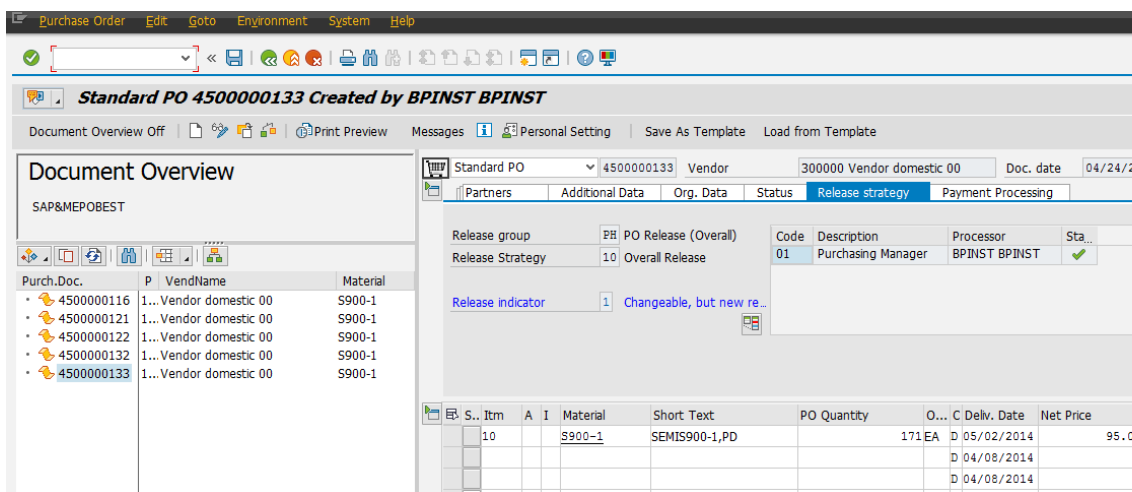 Purchase Order Edit Goto Environment System Help
Standard PO 4500000133 Created by BPINST BPINST
Document Overview Off Print Preview Messages Personal Setting Save As Template Load from Template
Document Overview
SAP&MEPOBEST
Purch.Doc. P VendName Material
4500000116 1... Vendor domestic 00 S900-1
4500000121 1... Vendor domestic 00 S900-1
4500000122 1... Vendor domestic 00 S900-1
4500000132 1... Vendor domestic 00 S900-1
4500000133 1... Vendor domestic 00 S900-1
Standard PO 4500000133 Vendor 300000 Vendor domestic 00 Doc. date 04/24/2
Partners Additional Data Org. Data Status Release strategy Payment Processing
Release group PH PO Release (Overall)
Release Strategy 10 Overall Release
Release indicator 1 Changeable, but new re...
Code Description Processor Sta...
01 Purchasing Manager BPINST BPINST
S.. Itm A I Material Short Text PO Quantity O... C Deliv. Date Net Price
10 S900-1 SEMIS900-1,PD 171 EA D 05/02/2014 95.0
D 04/08/2014
D 04/08/2014